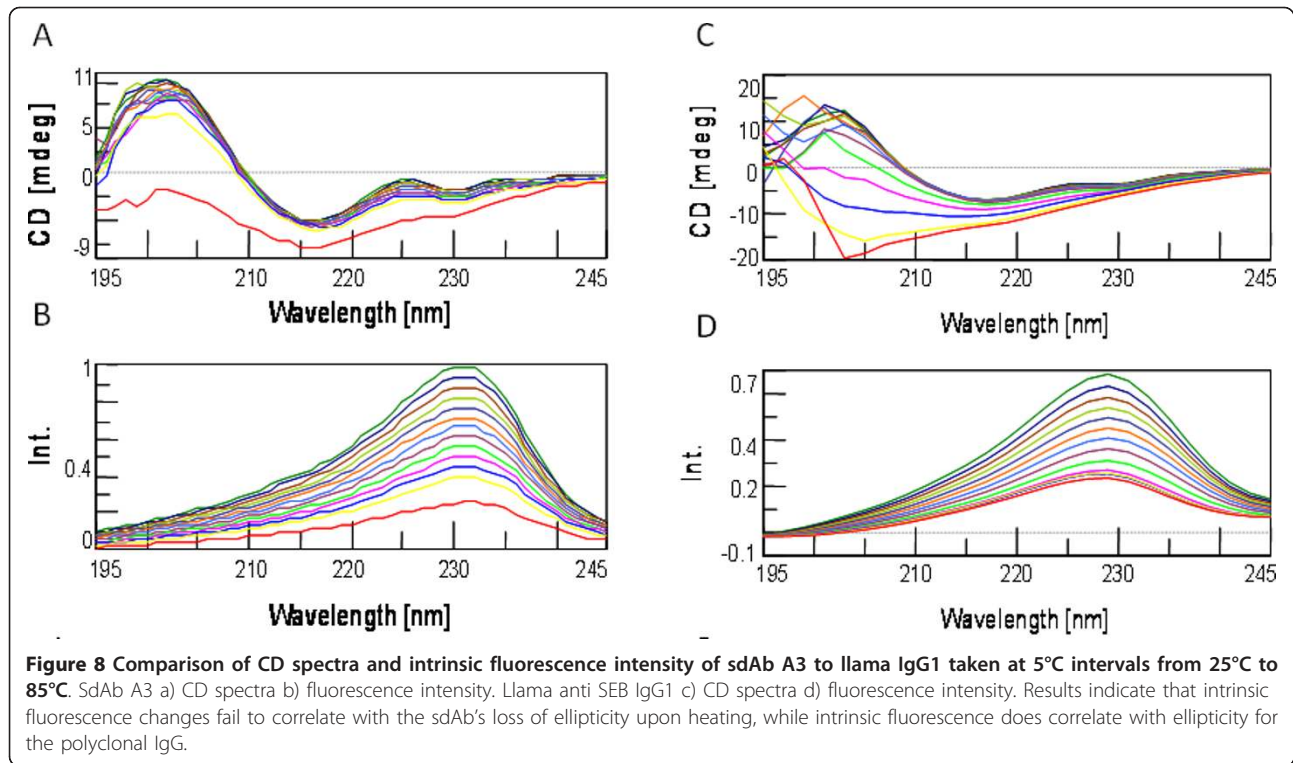 A
11
5
0
-9
CD [mdeg]
195 210 220 230 245
Wavelength [nm]
B
1
0.4
0
Int.
195 210 220 230 245
Wavelength [nm]
C
20
10
0
-10
-20
CD [mdeg]
195 210 220 230 245
Wavelength [nm]
D
0.7
0.4
0.2
-0.1
Int.
195 210 220 230 245
Wavelength [nm]
Figure 8 Comparison of CD spectra and intrinsic fluorescence intensity of sdAb A3 to llama IgG1 taken at 5°C intervals from 25°C to
85°C. SdAb A3 a) CD spectra b) fluorescence intensity. Llama anti SEB IgG1 c) CD spectra d) fluorescence intensity. Results indicate that intrinsic
fluorescence changes fail to correlate with the sdAb's loss of ellipticity upon heating, while intrinsic fluorescence does correlate with ellipticity for
the polyclonal IgG.